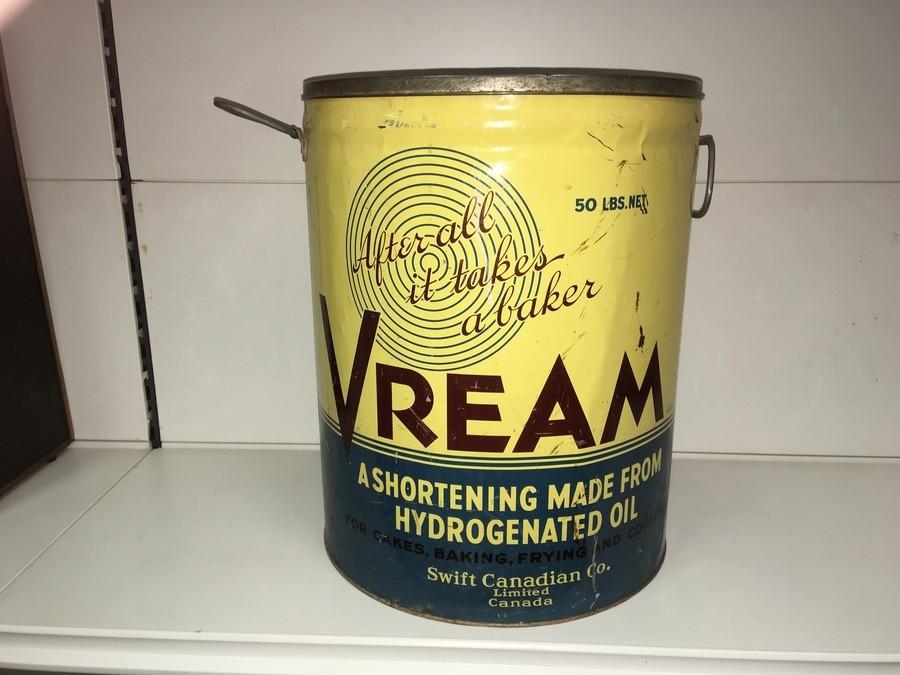 50 LBS.NET.
After all
it takes
a baker
VREAM
A SHORTENING MADE FROM
HYDROGENATED OIL
FOR CAKES, BAKING, FRYING AND
Swift Canadian Co.
Limited
Canada